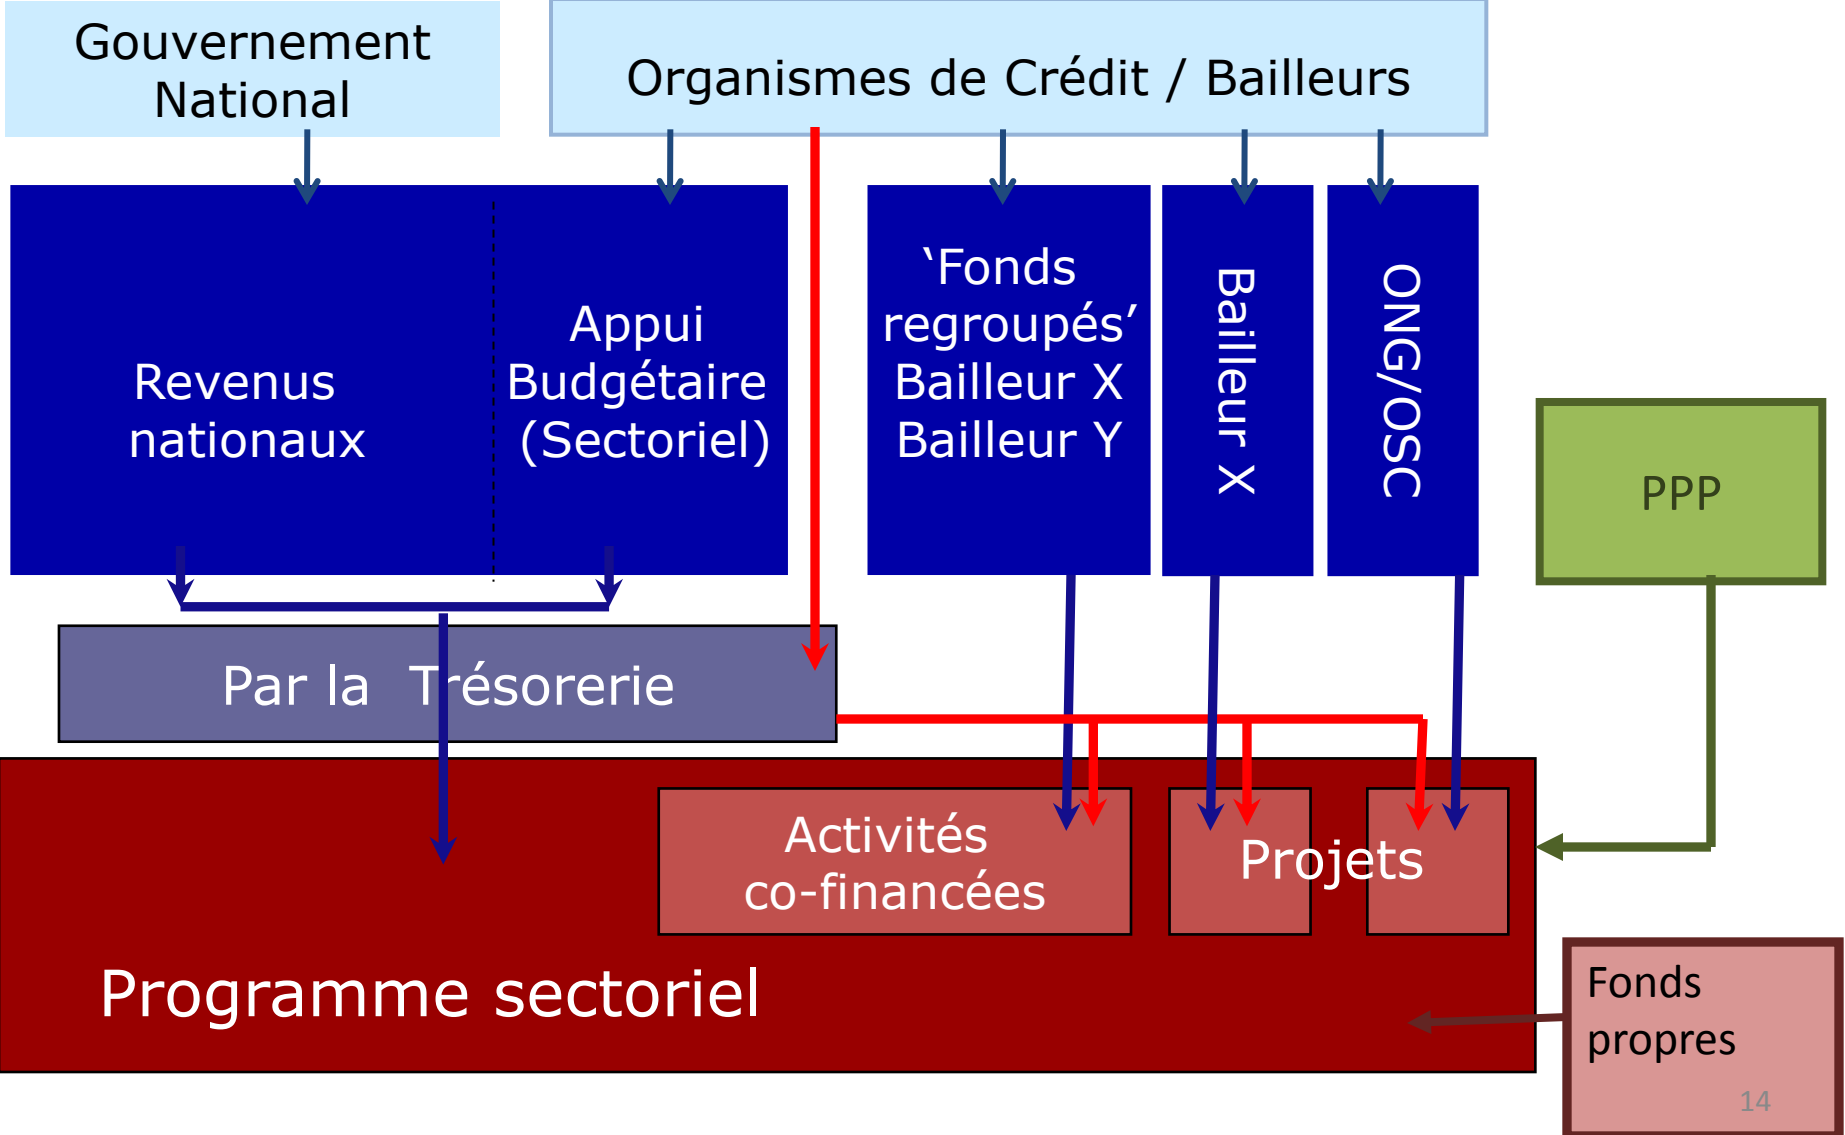 Gouvernement
National
Organismes de Crédit / Bailleurs
Revenus
nationaux
Appui
Budgétaire
(Sectoriel)
‘Fonds
regroupés’
Bailleur X
Bailleur Y
Bailleur X
ONG/OSC
PPP
Par la Trésorerie
Activités
co-financées
Projets
Programme sectoriel
Fonds
propres
14